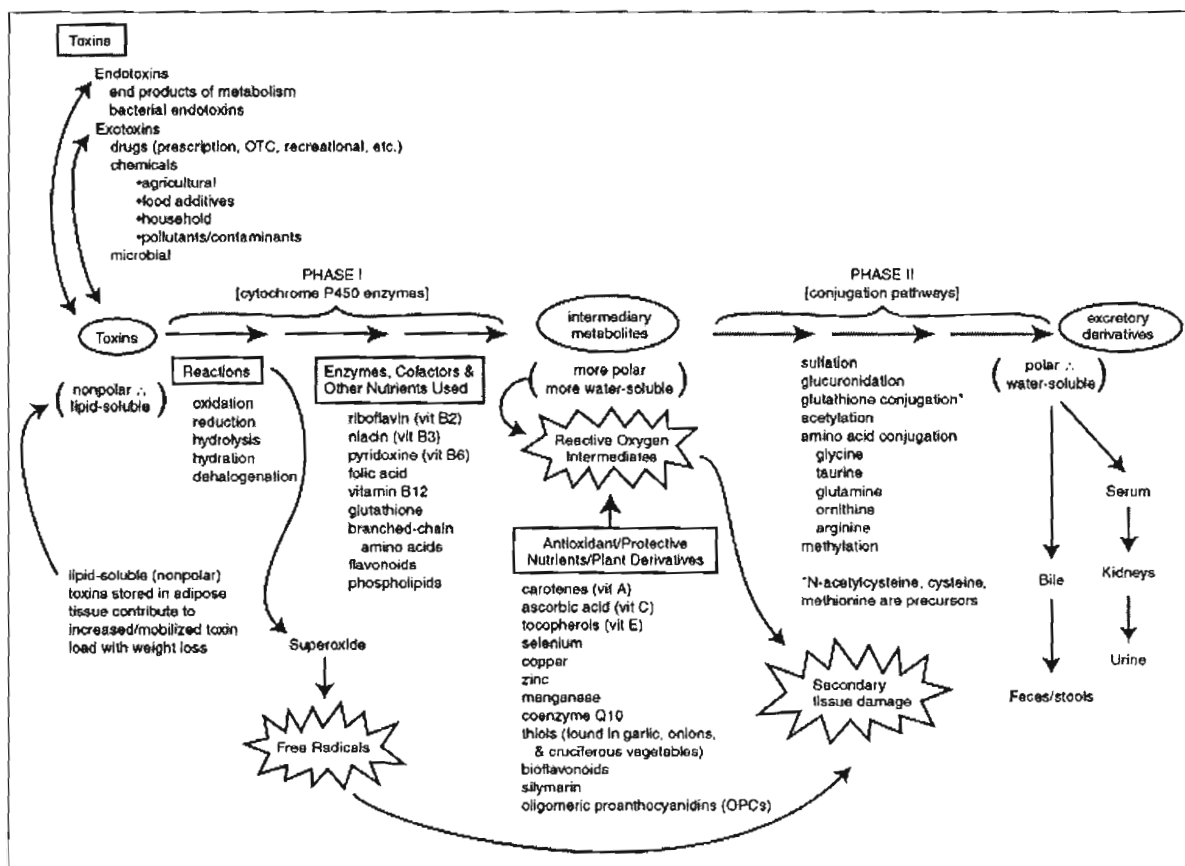 Toxins
Endotoxins
end products of metabolism
bacterial endotoxins
Exotoxins
drugs (prescription, OTC, recreational, etc.)
chemicals
•agricultural
•food additives
•household
•pollutants/contaminants
microbial
PHASE I
[cytochrome P450 enzymes]
PHASE II
[conjugation pathways]
Toxins
intermediary
metabolites
excretory
derivatives
(nonpolar ∴
lipid-soluble)
Reactions
oxidation
reduction
hydrolysis
hydration
dehalogenation
Enzymes, Cofactors &
Other Nutrients Used
riboflavin (vit B2)
niacin (vit B3)
pyridoxine (vit B6)
folic acid
vitamin B12
glutathione
branched-chain
amino acids
flavonoids
phospholipids
(more polar
more water-soluble)
Reactive Oxygen
Intermediates
Antioxidant/Protective
Nutrients/Plant Derivatives
carotenes (vit A)
ascorbic acid (vit C)
tocopherols (vit E)
selenium
copper
zinc
manganese
coenzyme Q10
thiols (found in garlic, onions,
& cruciferous vegetables)
bioflavonoids
silymarin
oligomeric proanthocyanidins (OPCs)
sulfation
glucuronidation
glutathione conjugation*
acetylation
amino acid conjugation
glycine
taurine
glutamine
ornithine
arginine
methylation
*N-acetylcysteine, cysteine,
methionine are precursors
(polar ∴
water-soluble)
Serum
Bile
Kidneys
Urine
Feces/stools
lipid-soluble (nonpolar)
toxins stored in adipose
tissue contribute to
increased/mobilized toxin
load with weight loss
Superoxide
Free Radicals
Secondary
tissue damage